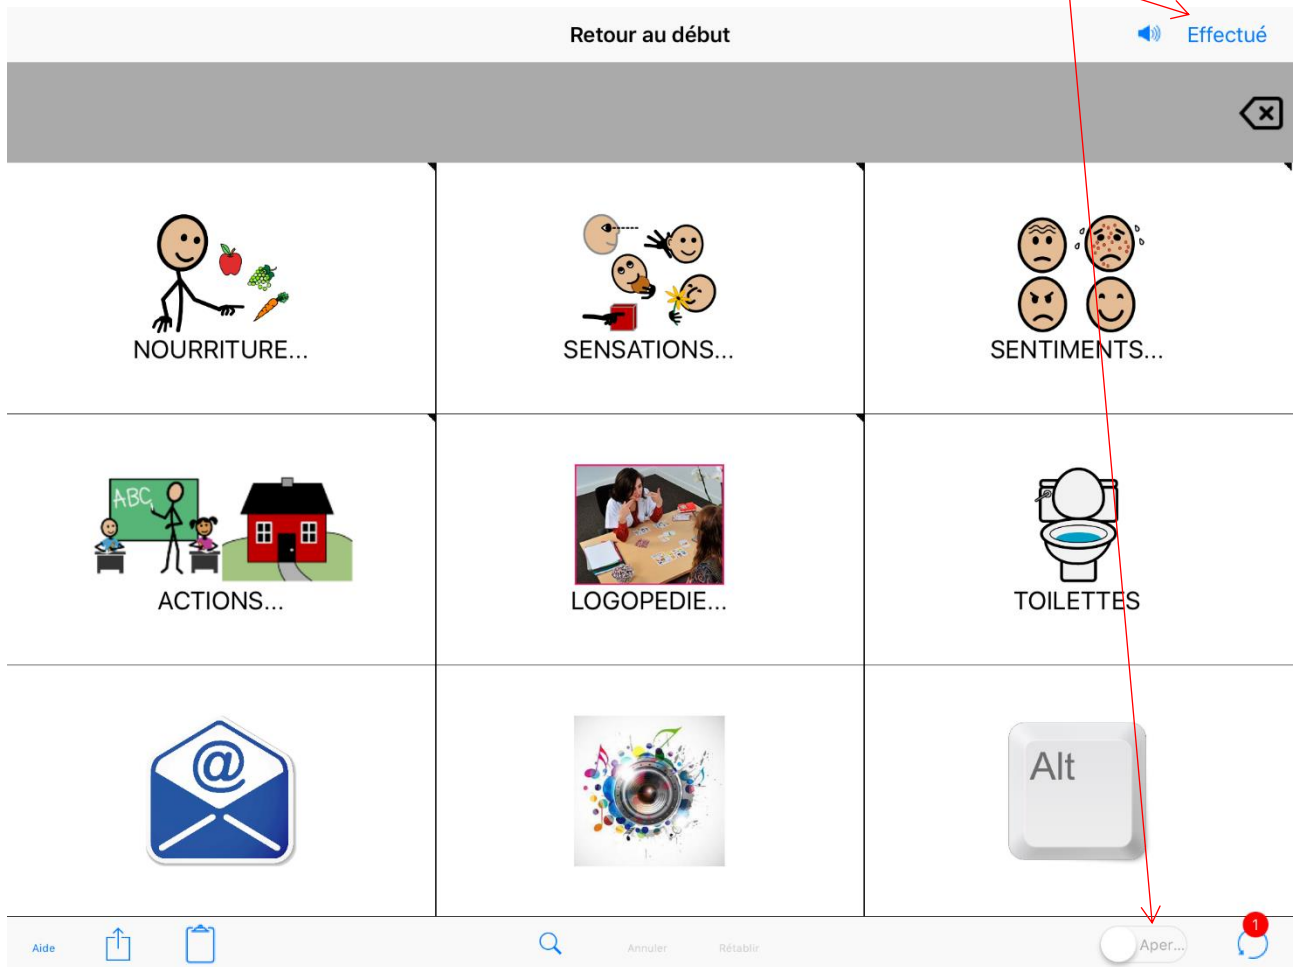 Retour au début
Effectué
NOURRITURE...
SENSATIONS...
SENTIMENTS...
ABC
ACTIONS...
LOGOPEDIE...
TOILETTES
@
Alt
Aide
Annuler
Rétablir
Aper...
1